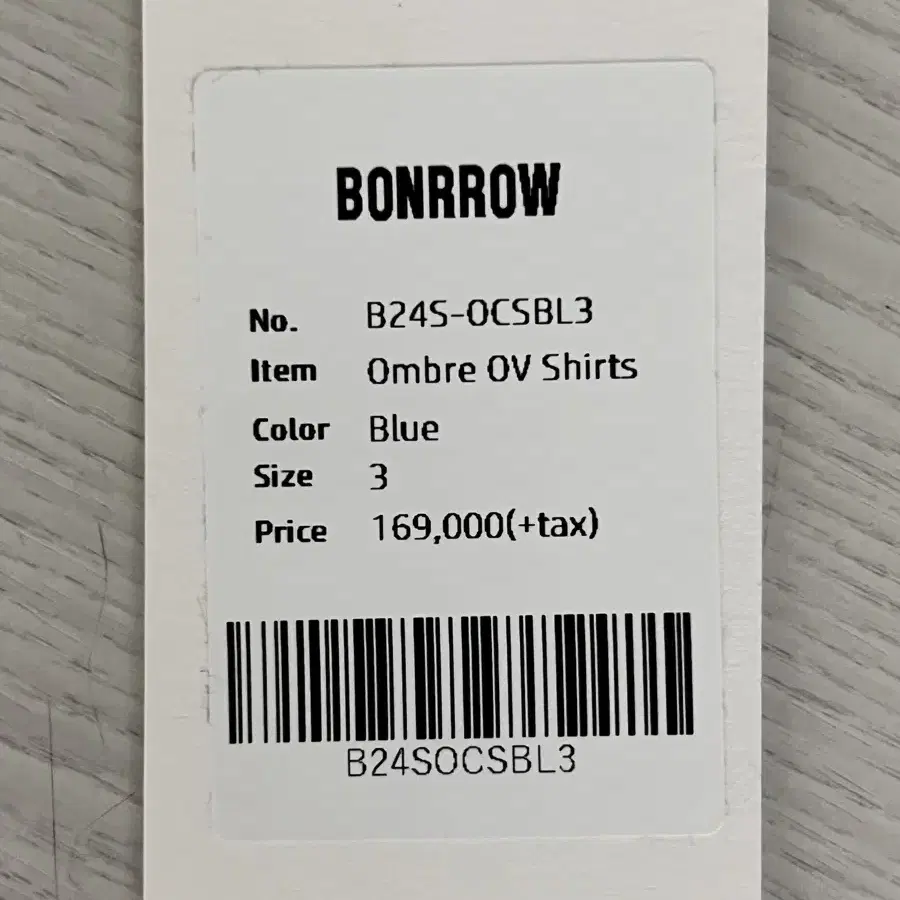 BONRROW
No. B24S-OCSBL3
Item Ombre OV Shirts
Color Blue
Size 3
Price 169,000(+tax)
B24SOCSBL3